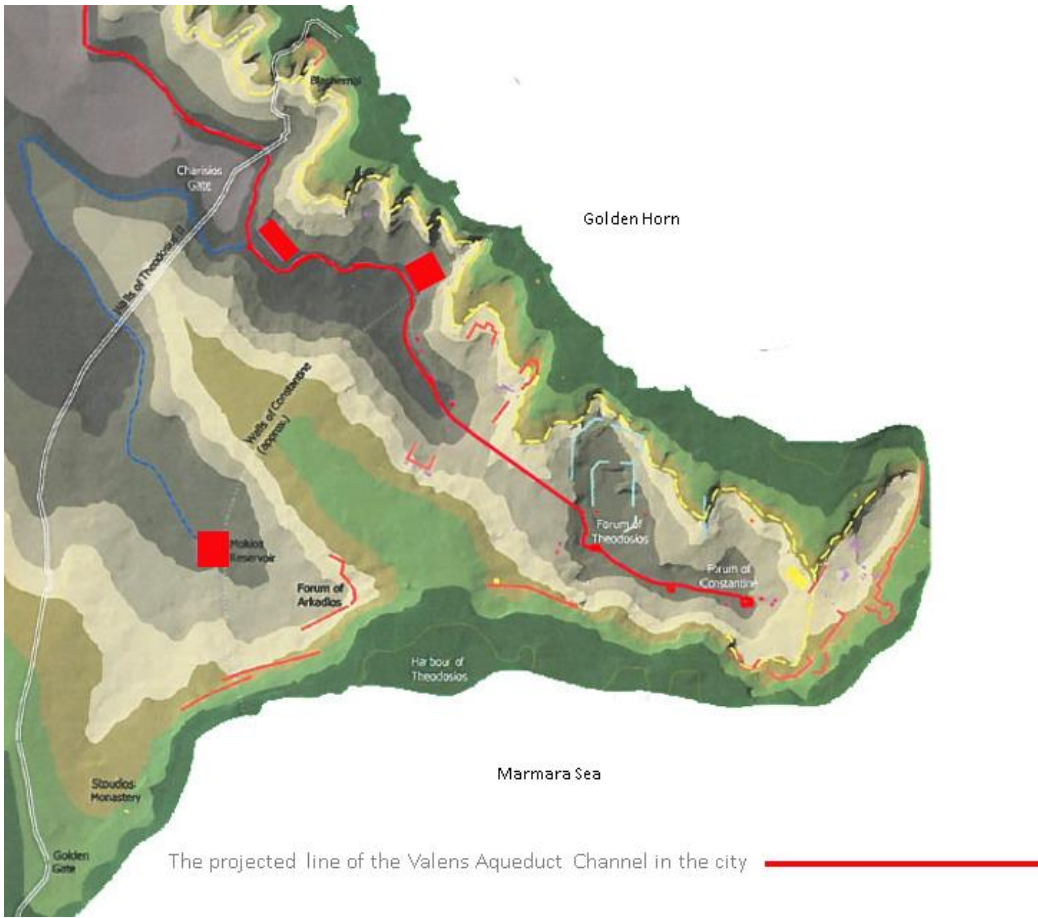 Blachernai
Charisios
Gate
Golden Horn
Walls of Theodosius II
Walls of Constantine
(approx.)
Forum of
Theodosios
Mokios
Reservoir
Forum of
Constantine
Forum of
Arkadios
Harbour of
Theodosios
Marmara Sea
Stoudios
Monastery
Golden
Gate
The projected line of the Valens Aqueduct Channel in the city